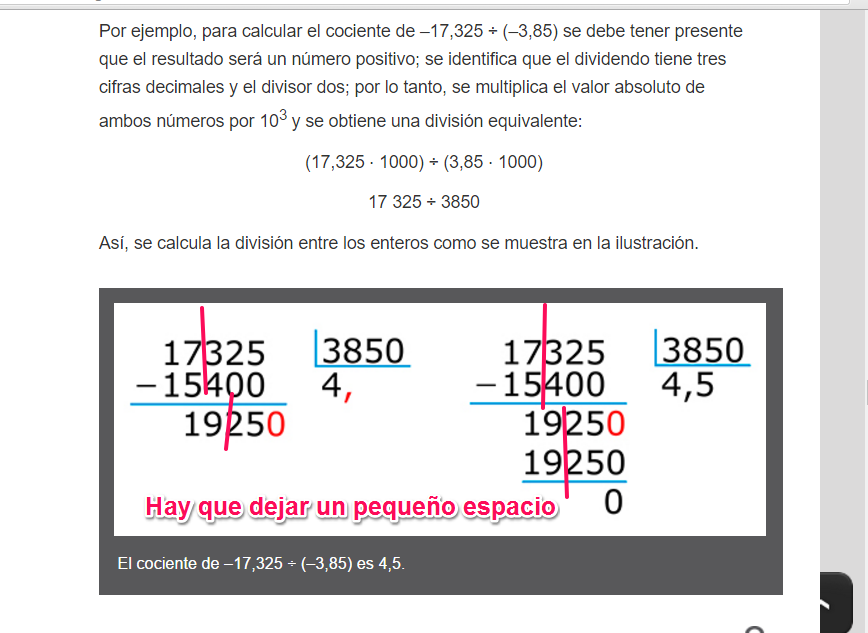 Por ejemplo, para calcular el cociente de –17,325 ÷ (–3,85) se debe tener presente
que el resultado será un número positivo; se identifica que el dividendo tiene tres
cifras decimales y el divisor dos; por lo tanto, se multiplica el valor absoluto de
ambos números por 10³ y se obtiene una división equivalente:
(17,325 · 1000) ÷ (3,85 · 1000)
17 325 ÷ 3850
Así, se calcula la división entre los enteros como se muestra en la ilustración.
17325 3850
–15400 4,
19250
17325 3850
–15400 4,5
19250
19250
0
Hay que dejar un pequeño espacio
El cociente de –17,325 ÷ (–3,85) es 4,5.